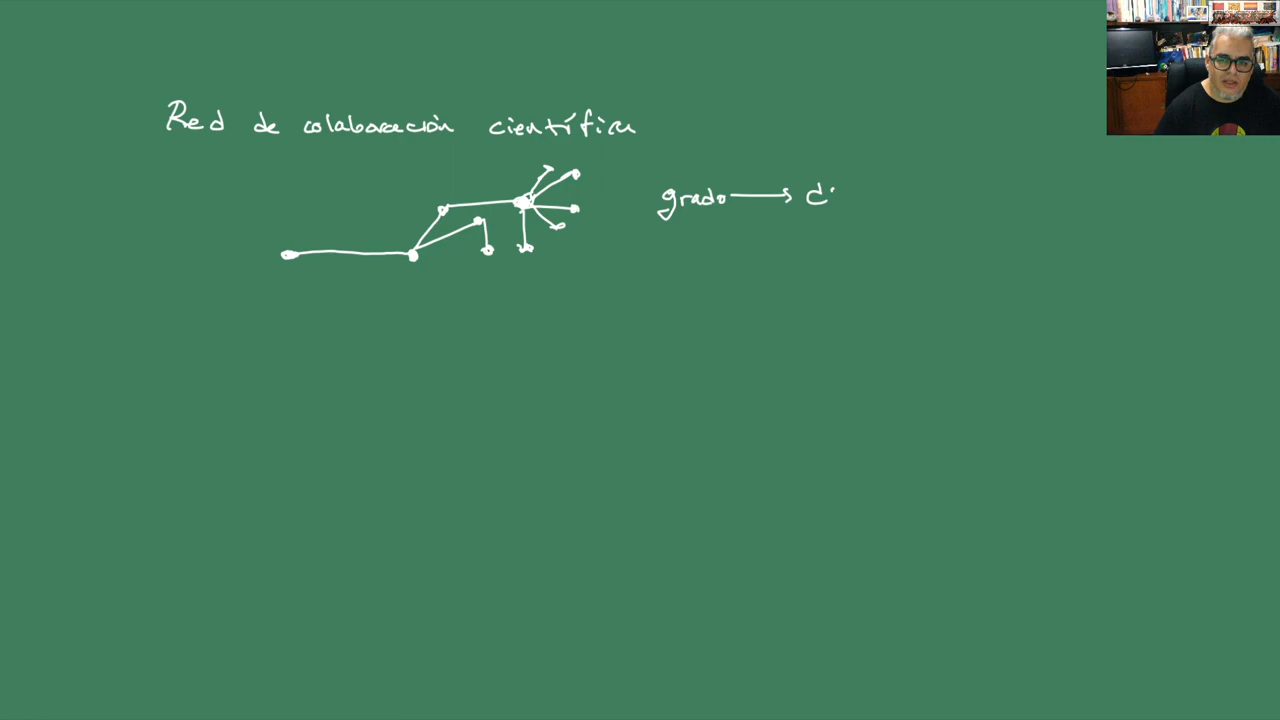 Red de colaboración científica
grado → d